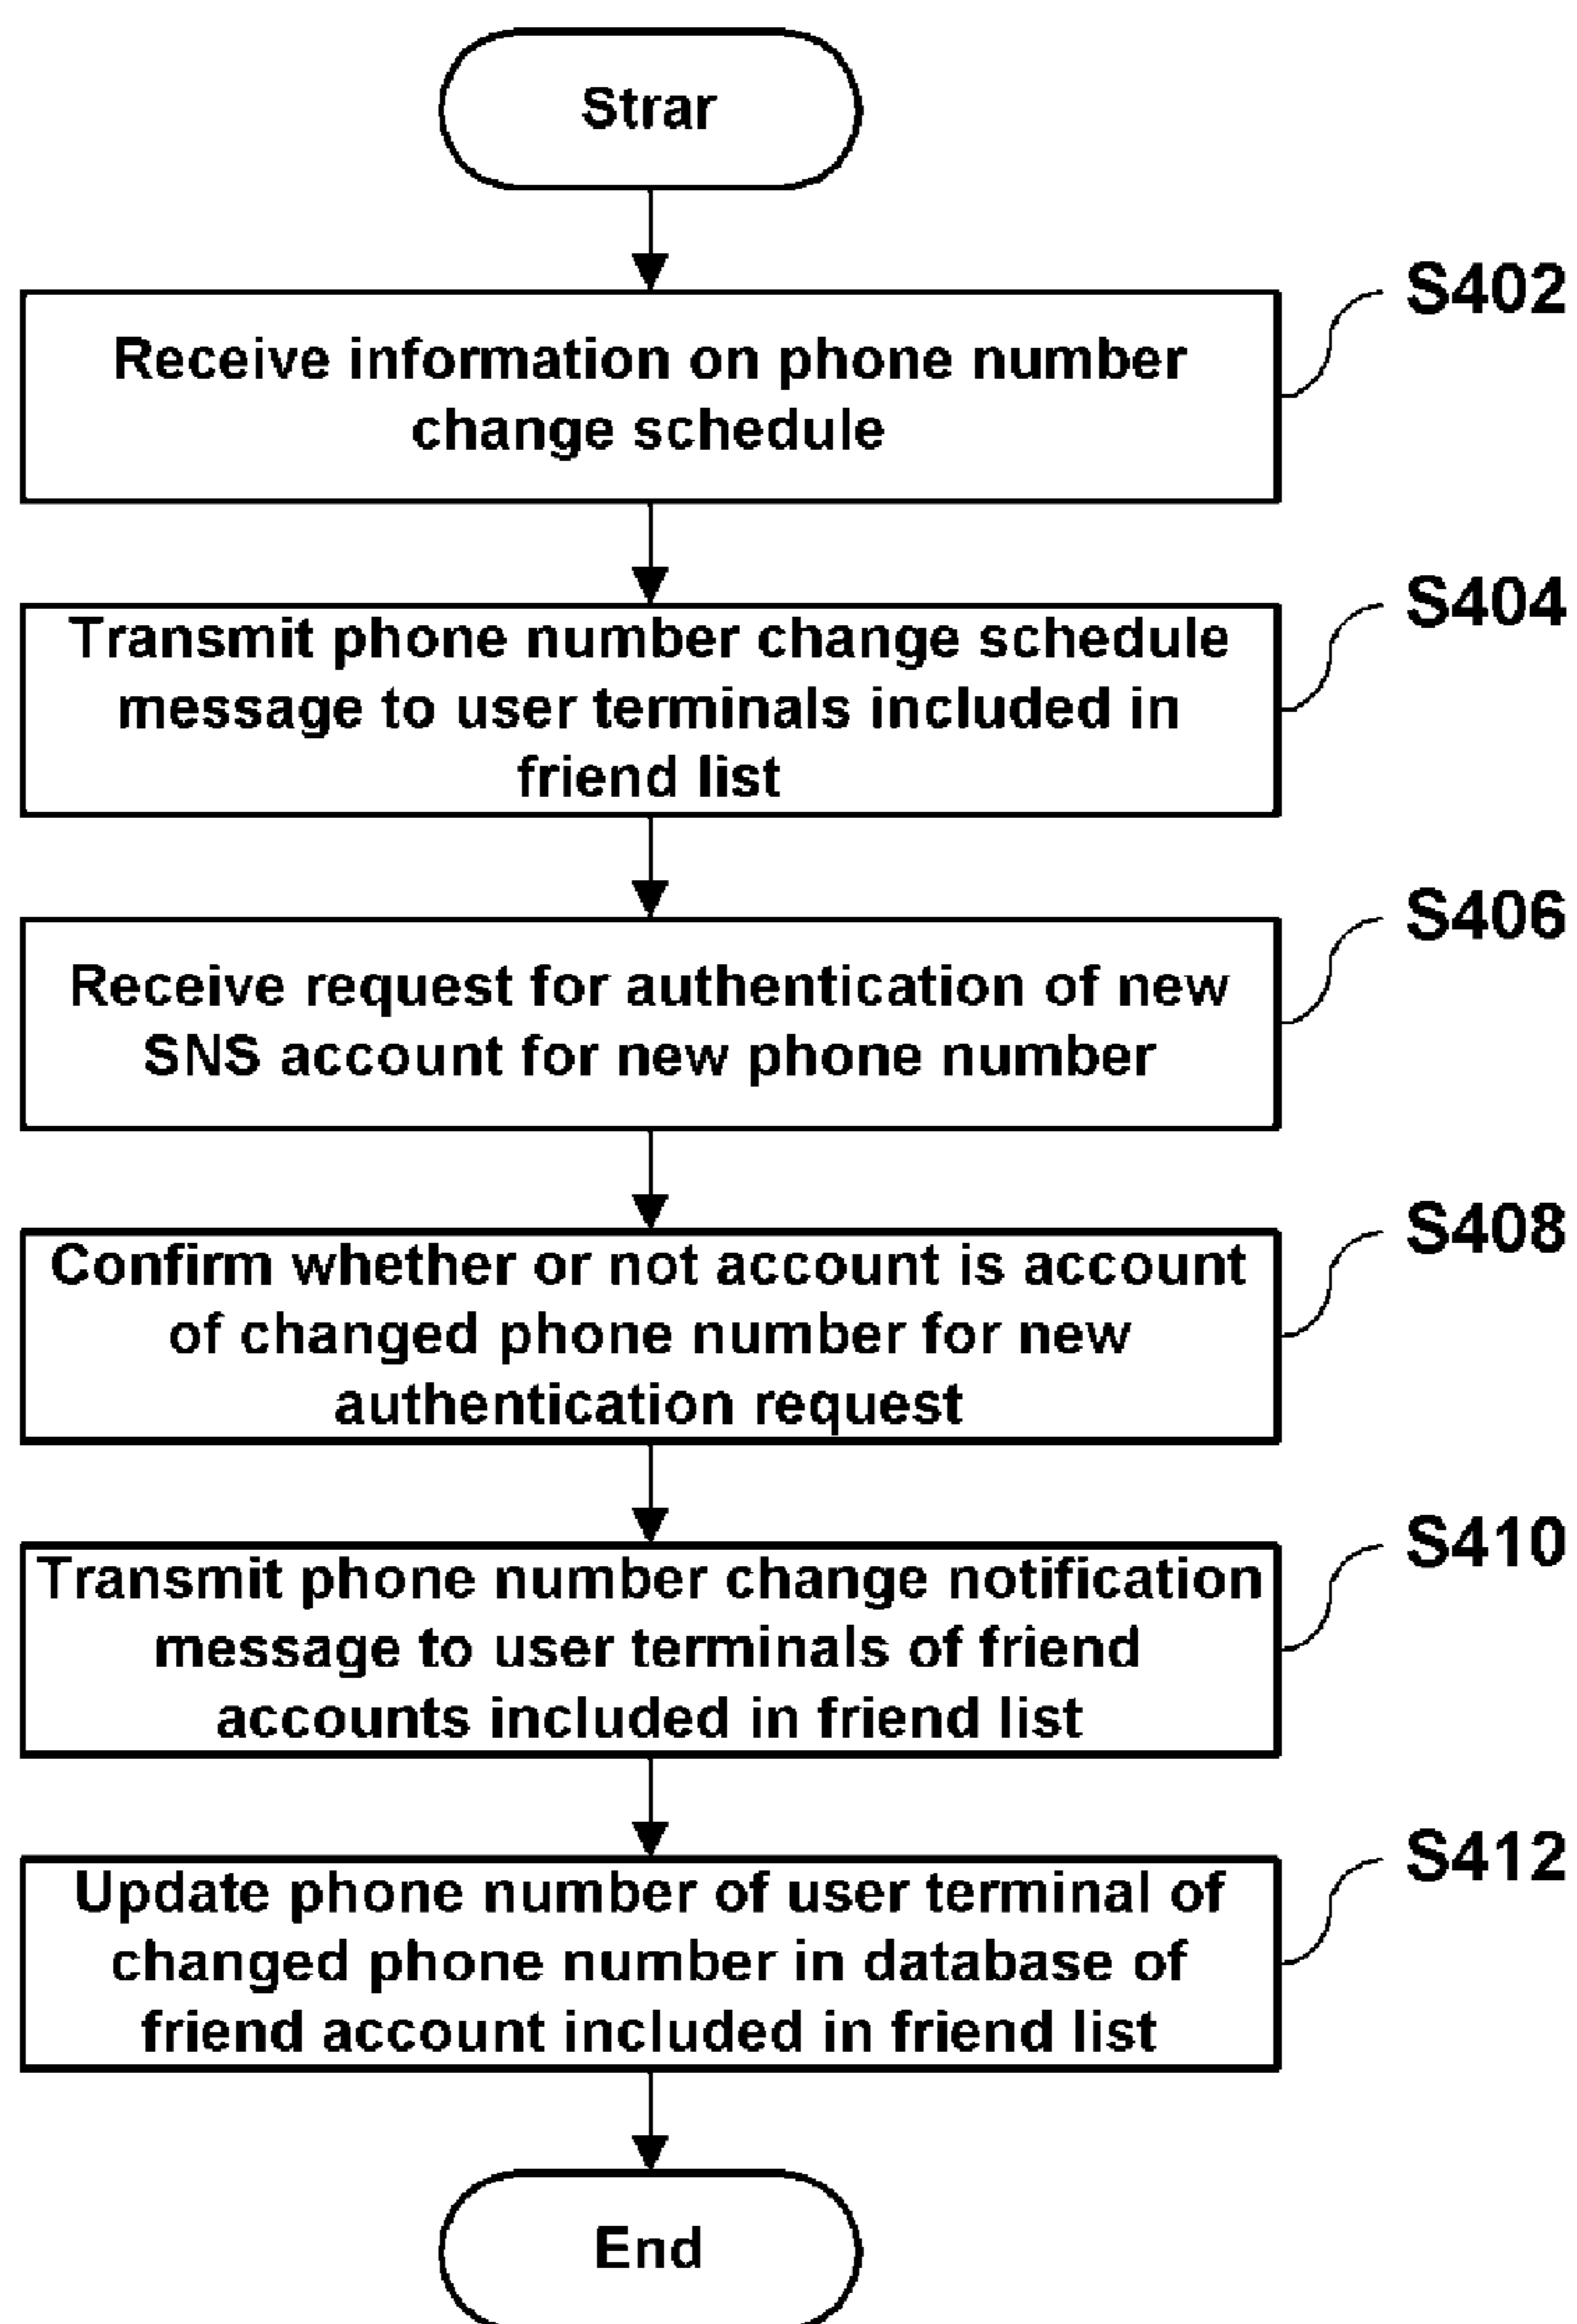 Strar
S402
Receive information on phone number
change schedule
S404
Transmit phone number change schedule
message to user terminals included in
friend list
S406
Receive request for authentication of new
SNS account for new phone number
S408
Confirm whether or not account is account
of changed phone number for new
authentication request
S410
Transmit phone number change notification
message to user terminals of friend
accounts included in friend list
S412
Update phone number of user terminal of
changed phone number in database of
friend account included in friend list
End